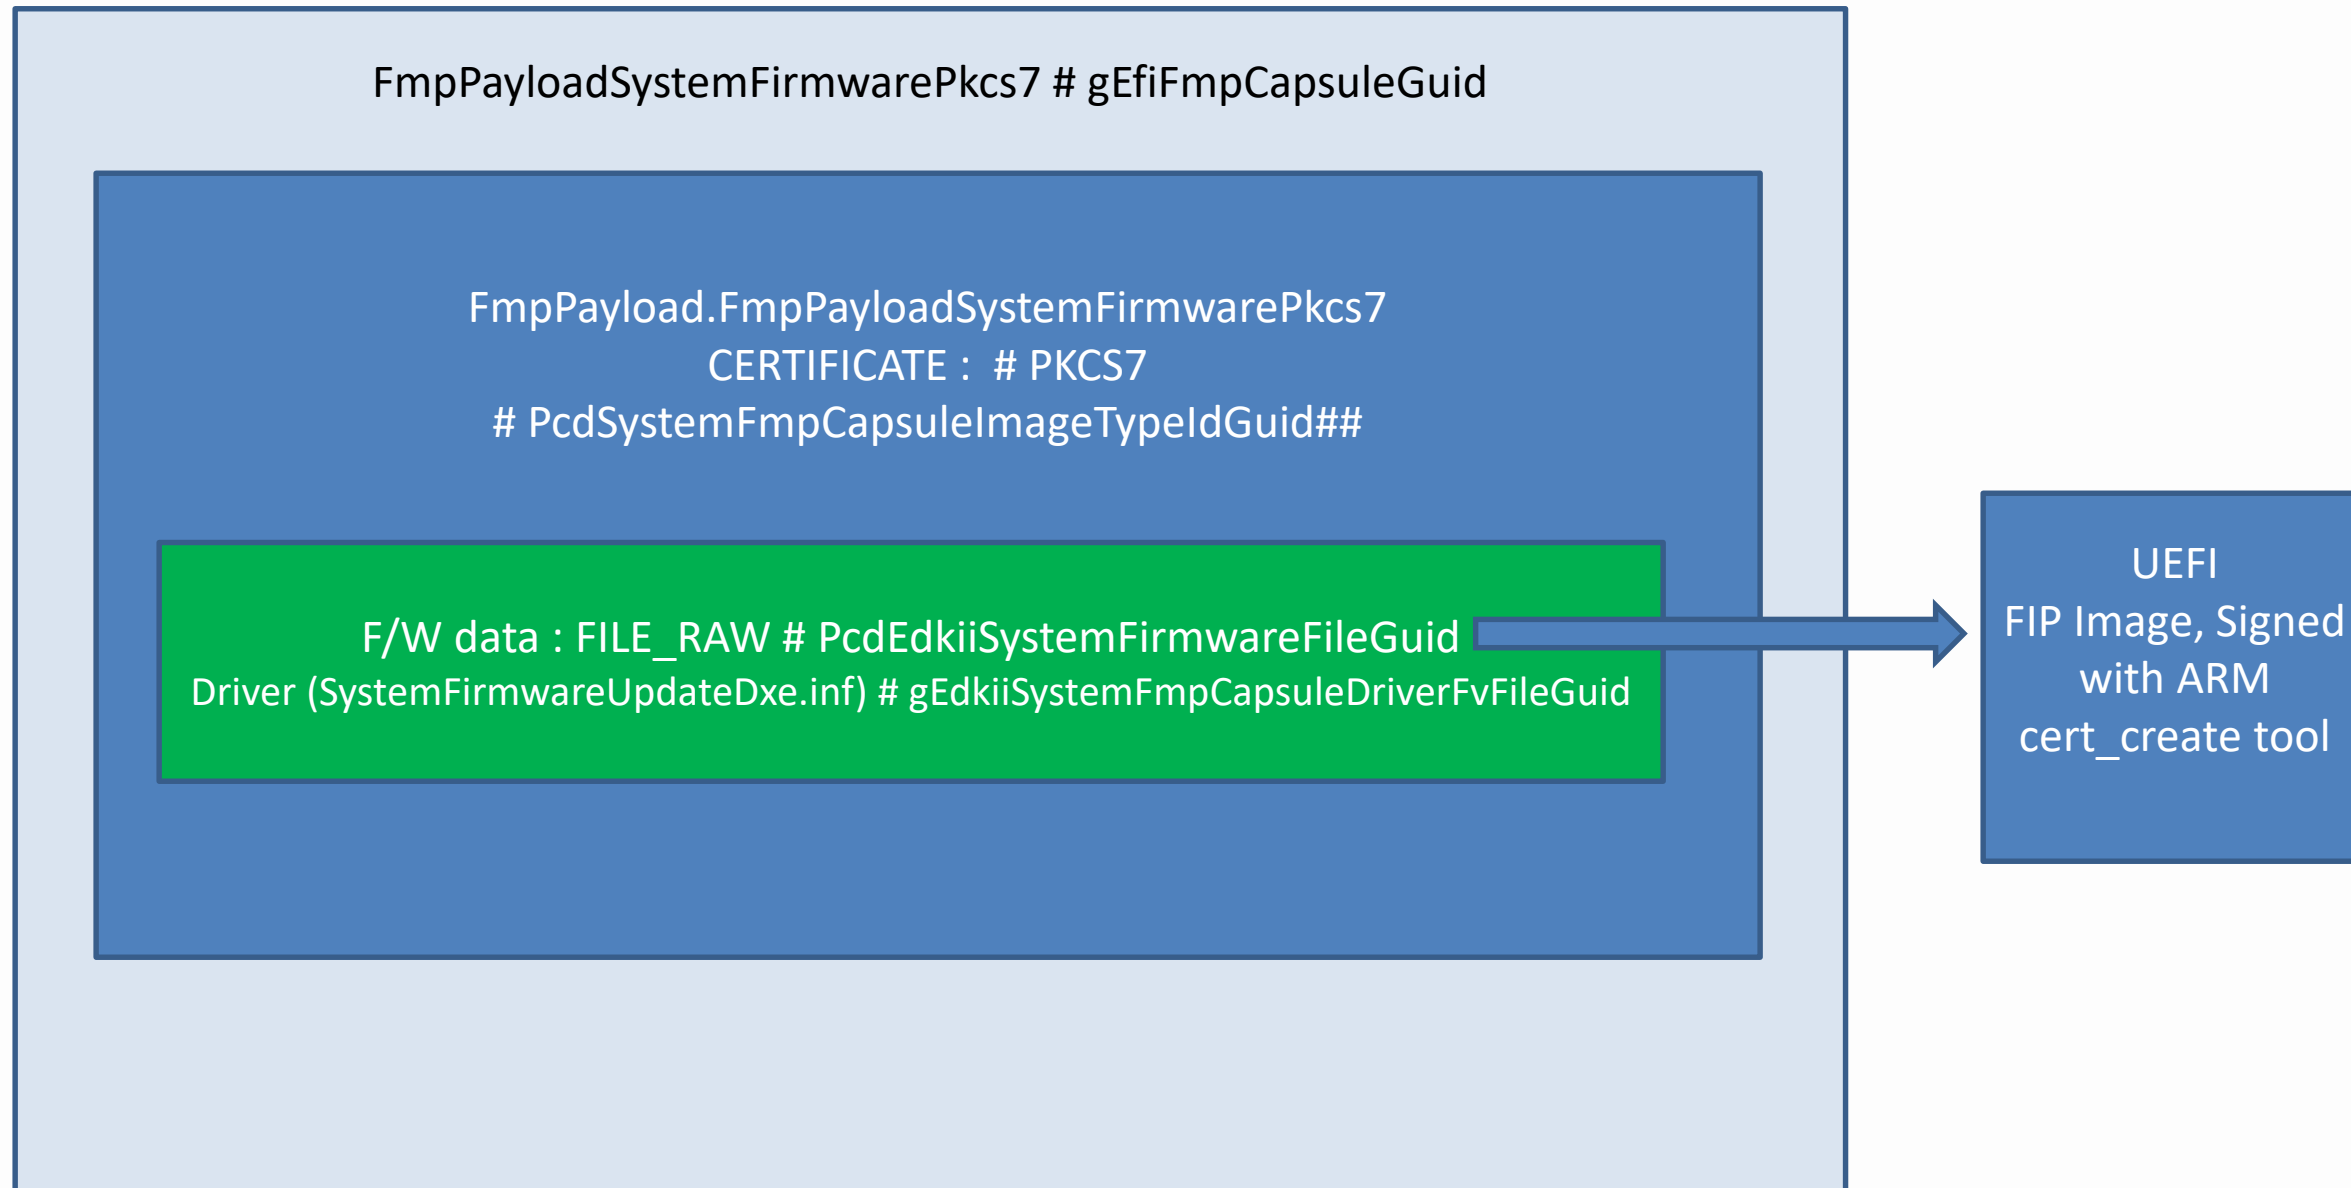 FmpPayloadSystemFirmwarePkcs7 # gEfiFmpCapsuleGuid
FmpPayload.FmpPayloadSystemFirmwarePkcs7
CERTIFICATE :  # PKCS7
# PcdSystemFmpCapsuleImageTypeIdGuid##
F/W data : FILE_RAW # PcdEdkiiSystemFirmwareFileGuid
Driver (SystemFirmwareUpdateDxe.inf) # gEdkiiSystemFmpCapsuleDriverFvFileGuid
UEFI
FIP Image, Signed
with ARM
cert_create tool